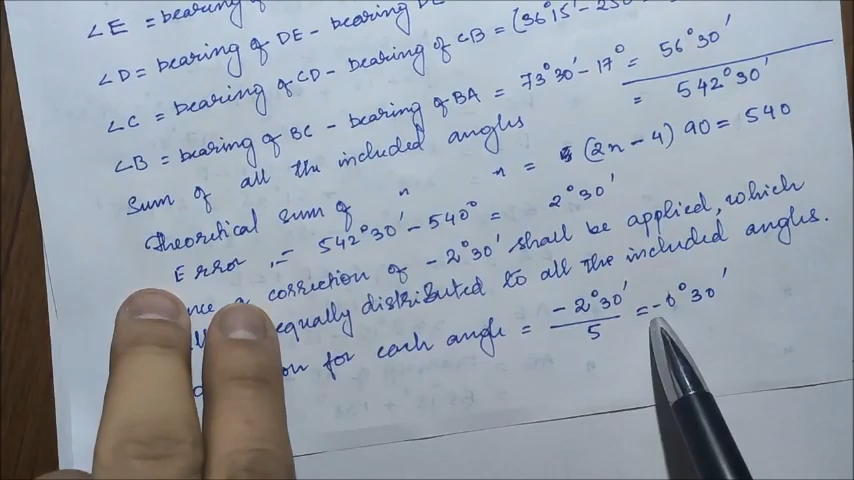 ∠E = bearing of
∠D = bearing of DE - bearing DE
∠C = bearing of CD - bearing of CB = (36°15' - 230
∠B = bearing of BC - bearing of BA = 73°30' - 17° = 56°30'
Sum of all the included angles = 542°30'
Theoretical sum of " " = (2n-4) 90 = 540
Error := 542°30' - 540° = 2°30'
a correction of -2°30' shall be applied, which
equally distributed to all the included angles.
for each angle = -2°30' / 5 = -0°30'